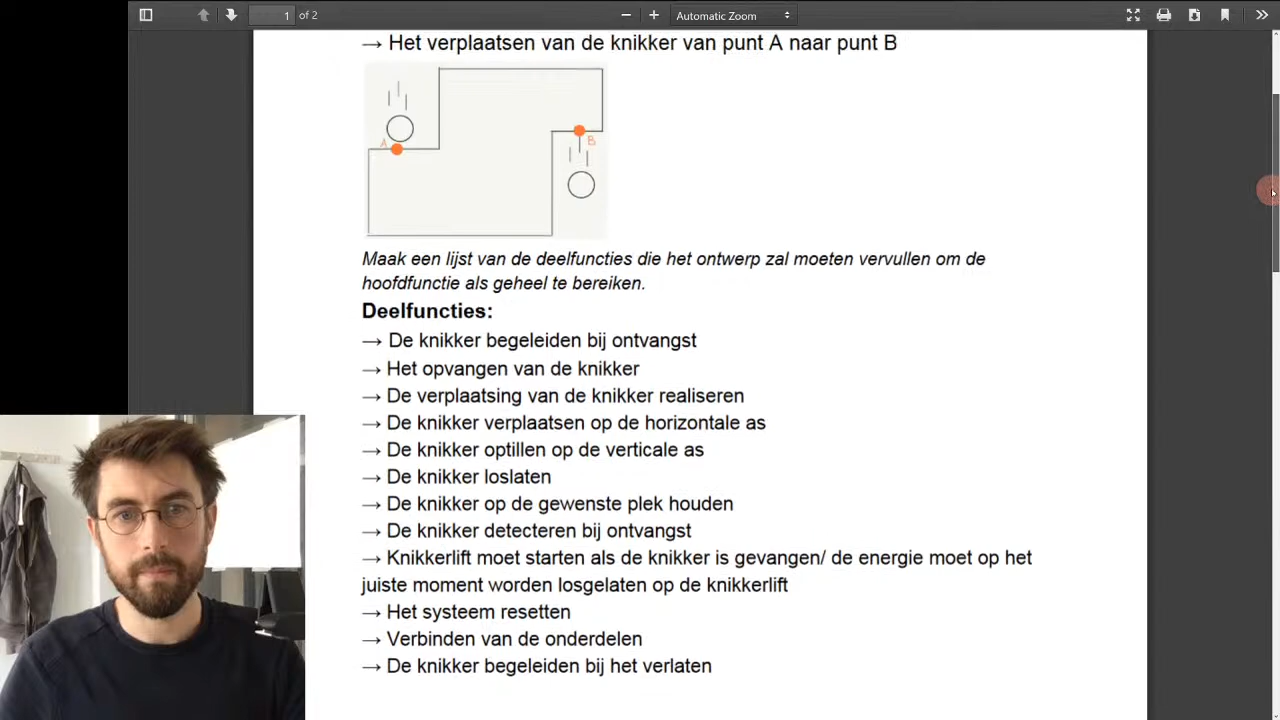 1 of 2
Automatic Zoom
→ Het verplaatsen van de knikker van punt A naar punt B
A
B
Maak een lijst van de deelfuncties die het ontwerp zal moeten vervullen om de
hoofdfunctie als geheel te bereiken.
Deelfuncties:
→ De knikker begeleiden bij ontvangst
→ Het opvangen van de knikker
→ De verplaatsing van de knikker realiseren
→ De knikker verplaatsen op de horizontale as
→ De knikker optillen op de verticale as
→ De knikker loslaten
→ De knikker op de gewenste plek houden
→ De knikker detecteren bij ontvangst
→ Knikkerlift moet starten als de knikker is gevangen/ de energie moet op het
juiste moment worden losgelaten op de knikkerlift
→ Het systeem resetten
→ Verbinden van de onderdelen
→ De knikker begeleiden bij het verlaten